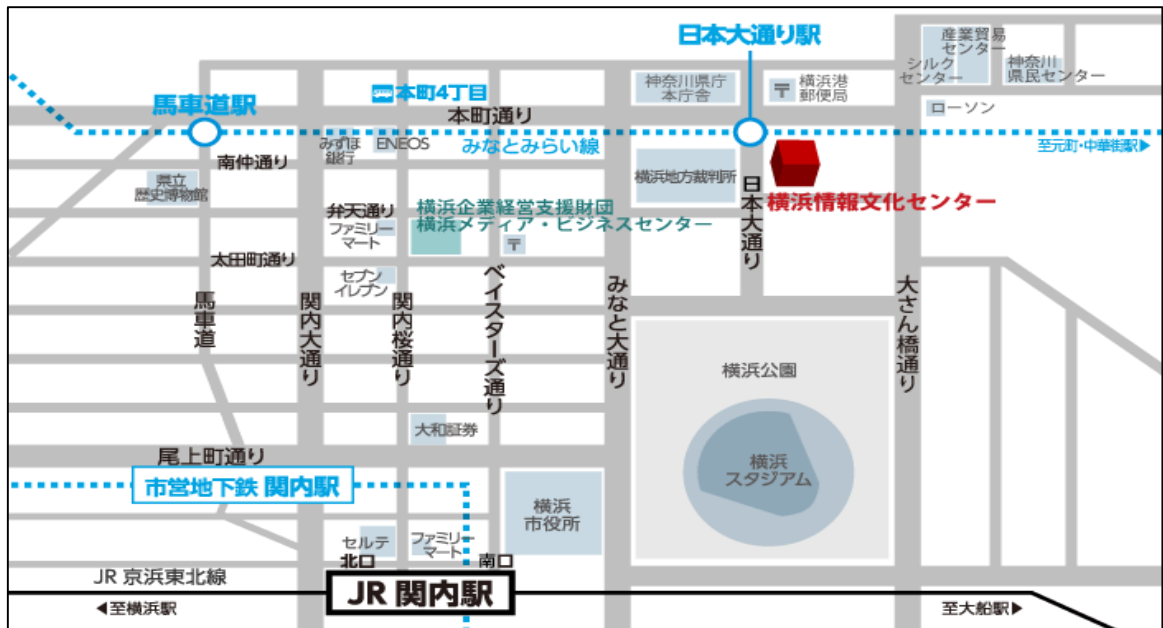 日本大通り駅
産業貿易
センター
シルク
センター
神奈川
県民センター
馬車道駅
本町4丁目
神奈川県庁
本庁舎
〒
横浜港
郵便局
ローソン
本町通り
みずほ
銀行
ENEOS
みなとみらい線
至元町・中華街駅▶
南仲通り
県立
歴史博物館
横浜地方裁判所
日本大通り
横浜情報文化センター
弁天通り
ファミリー
マート
横浜企業経営支援財団
横浜メディア・ビジネスセンター
〒
太田町通り
セブン
イレブン
馬車道
関内大通り
関内桜通り
ベイスターズ通り
みなと大通り
大さん橋通り
横浜公園
大和証券
尾上町通り
横浜
スタジアム
市営地下鉄 関内駅
横浜
市役所
セルテ
ファミリー
マート
北口
南口
JR 京浜東北線
JR 関内駅
◀至横浜駅
至大船駅▶